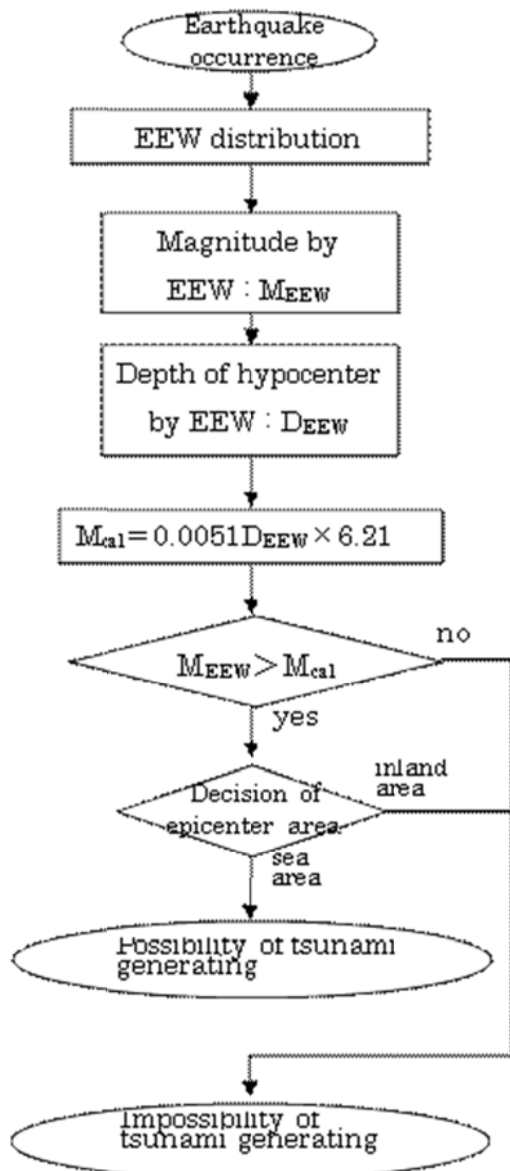 Earthquake
occurrence
EEW distribution
Magnitude by
EEW : MEEW
Depth of hypocenter
by EEW : DEEW
Mcal=0.0051DEEW×6.21
no
MEEW>Mcal
yes
inland
area
Decision of
epicenter area
sea
area
Possibility of tsunami
generating
Impossibility of
tsunami generating